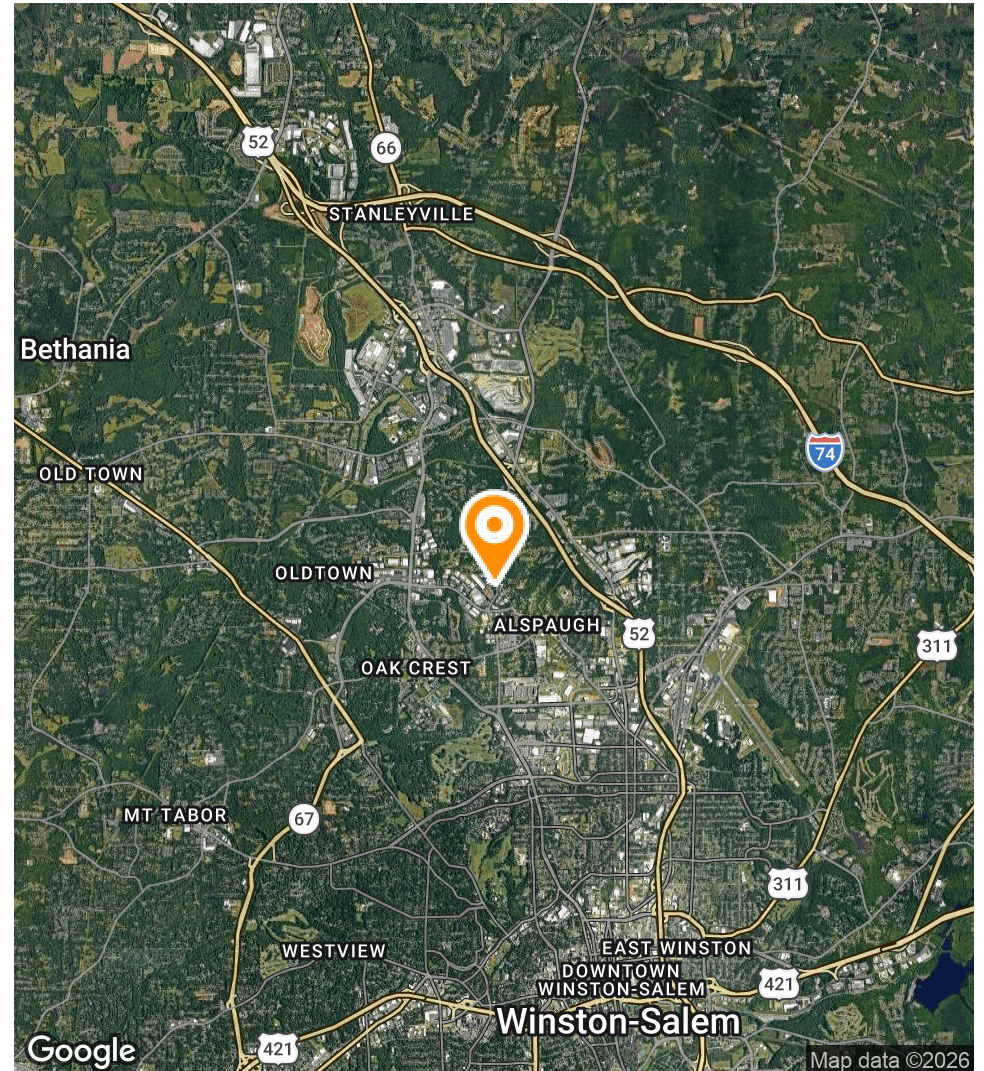 52
66
STANLEYVILLE
Bethania
74
OLD TOWN
OLDTOWN
ALSPAUGH
52
311
OAK CREST
MT TABOR
67
311
WESTVIEW
EAST WINSTON
DOWNTOWN
WINSTON-SALEM
421
Winston-Salem
421
Google
Map data ©2026